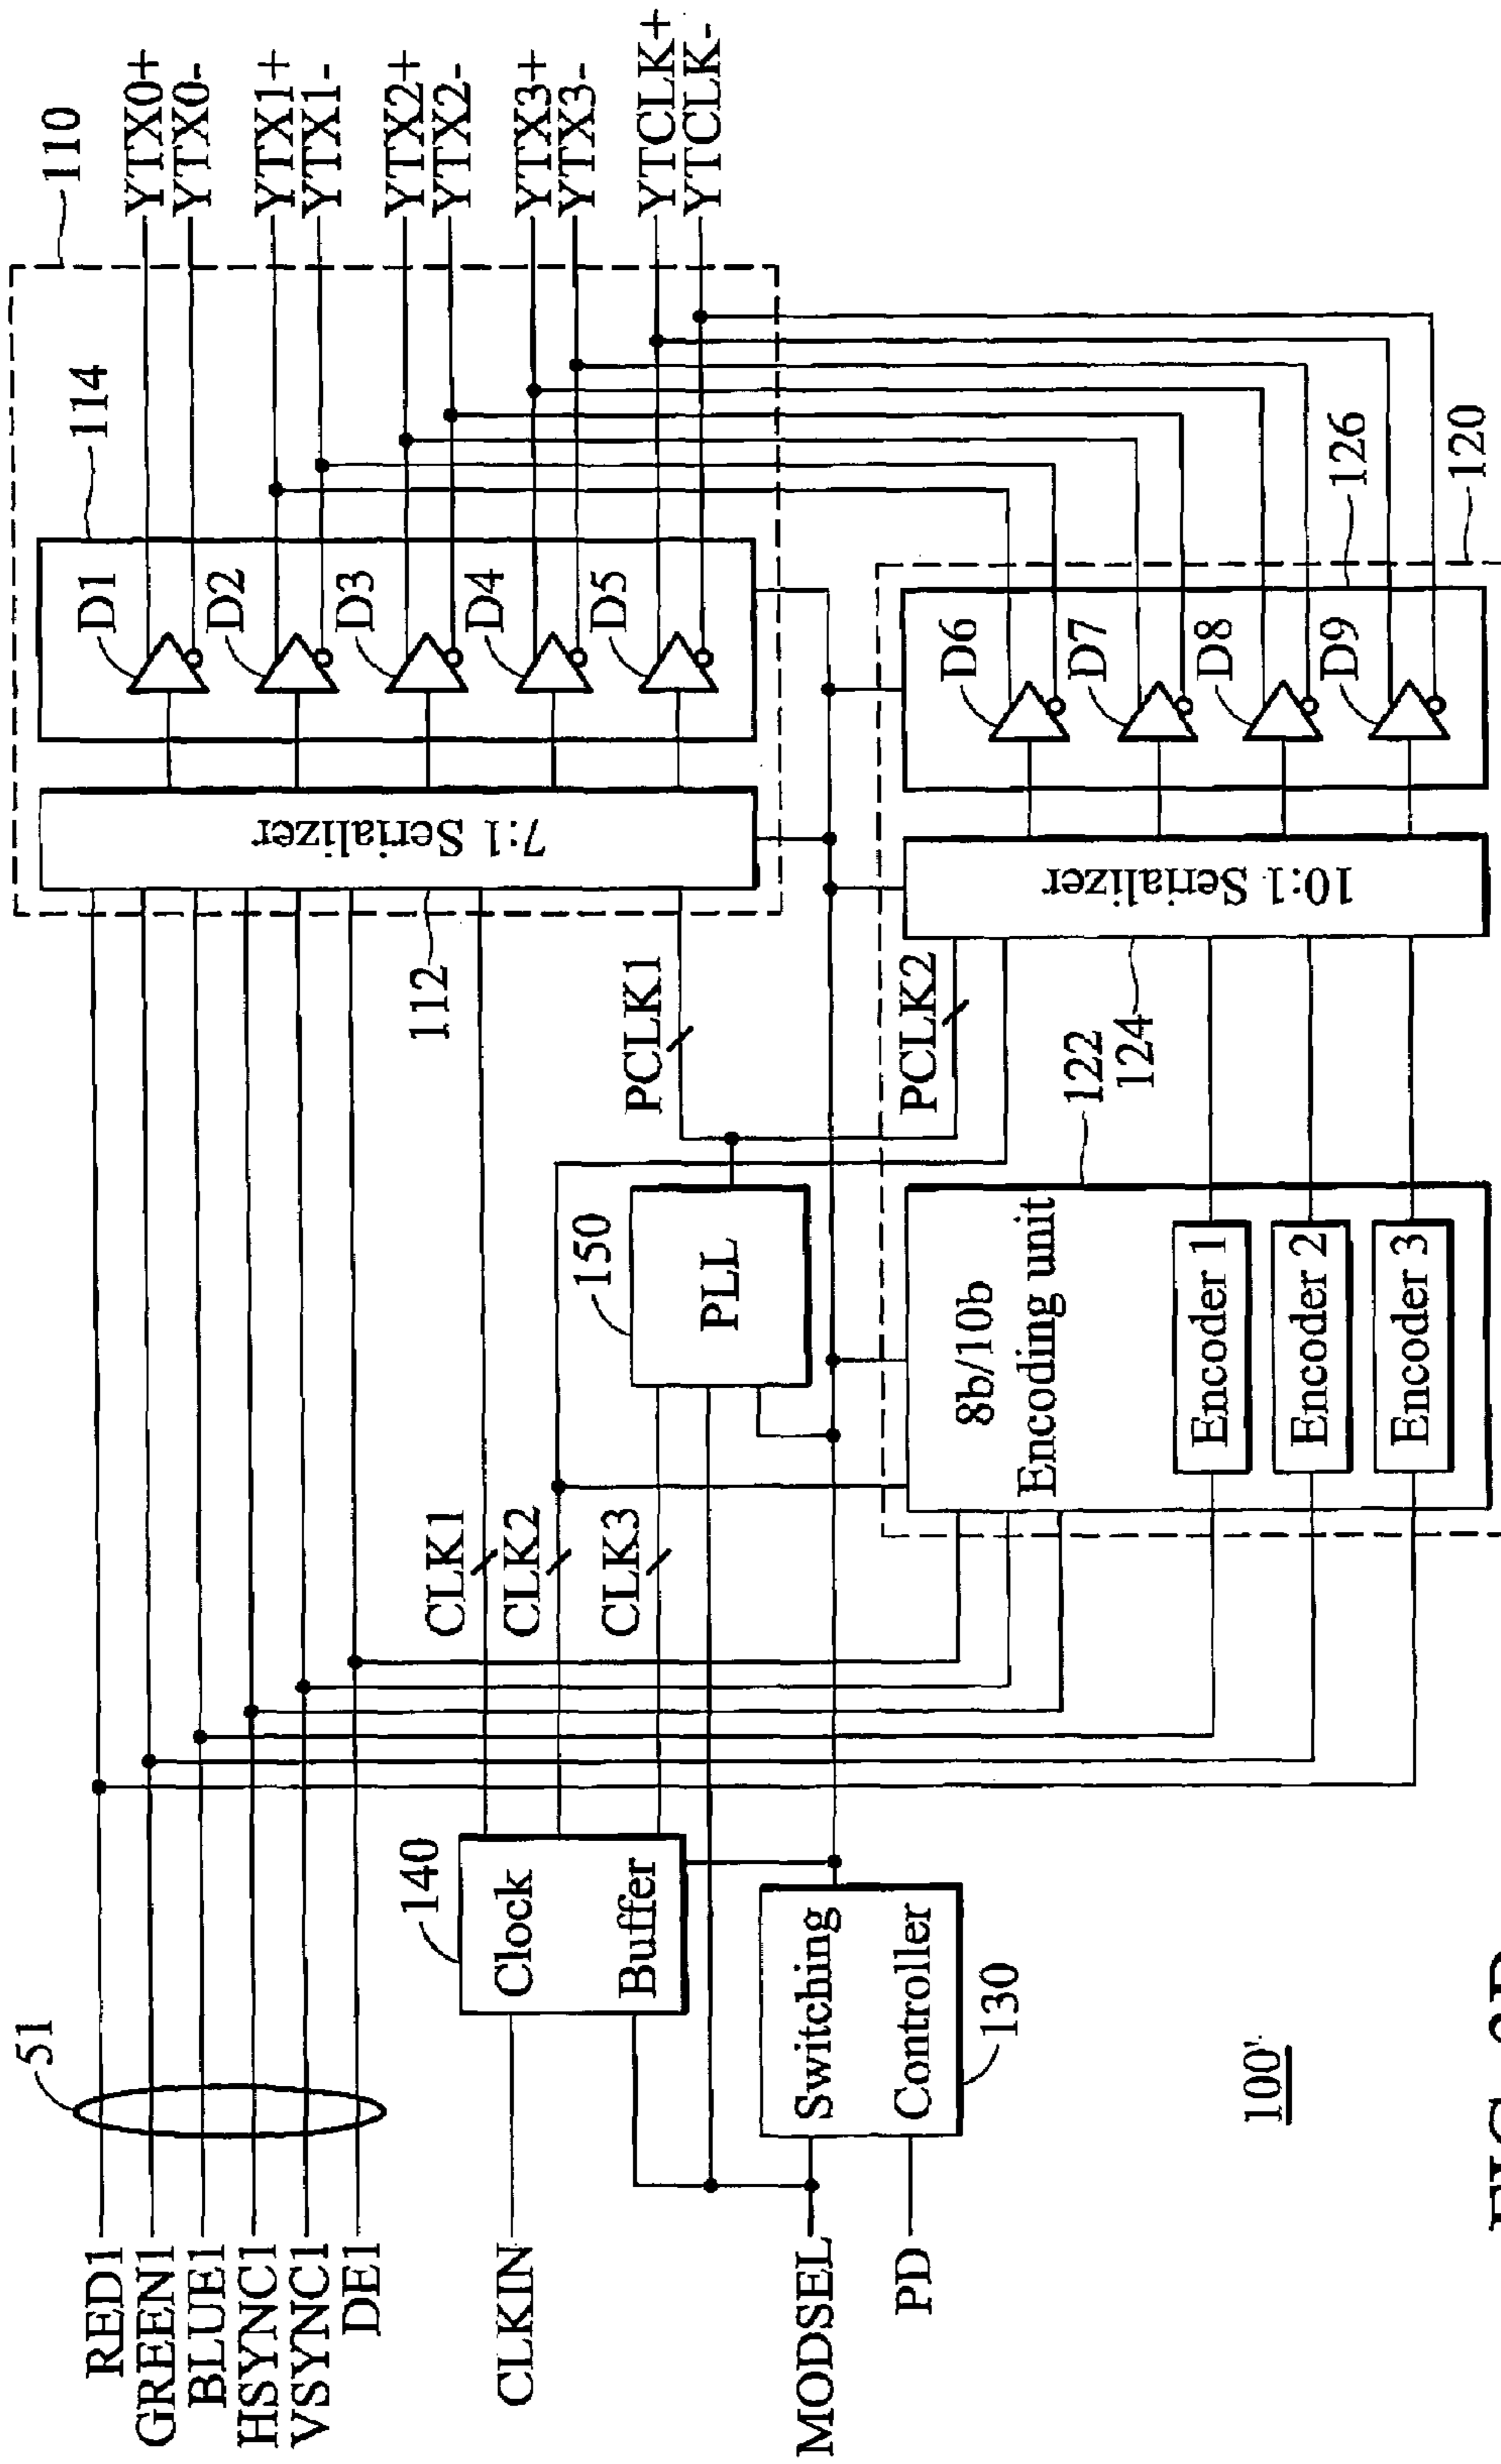 51
RED1
GREEN1
BLUE1
HSYNC1
VSYNC1
DE1
CLKIN
MODSEL
PD
140
Clock
Buffer
Switching
Controller
130
CLK1
CLK2
CLK3
150
PLL
PCLK1
PCLK2
112
7:1 Serializer
114
110
D1
D2
D3
D4
D5
YTX0+
YTX0-
YTX1+
YTX1-
YTX2+
YTX2-
YTX3+
YTX3-
YTCLK+
YTCLK-
122
124
8b/10b
Encoding unit
Encoder 1
Encoder 2
Encoder 3
10:1 Serializer
D6
D7
D8
D9
126
120
100'